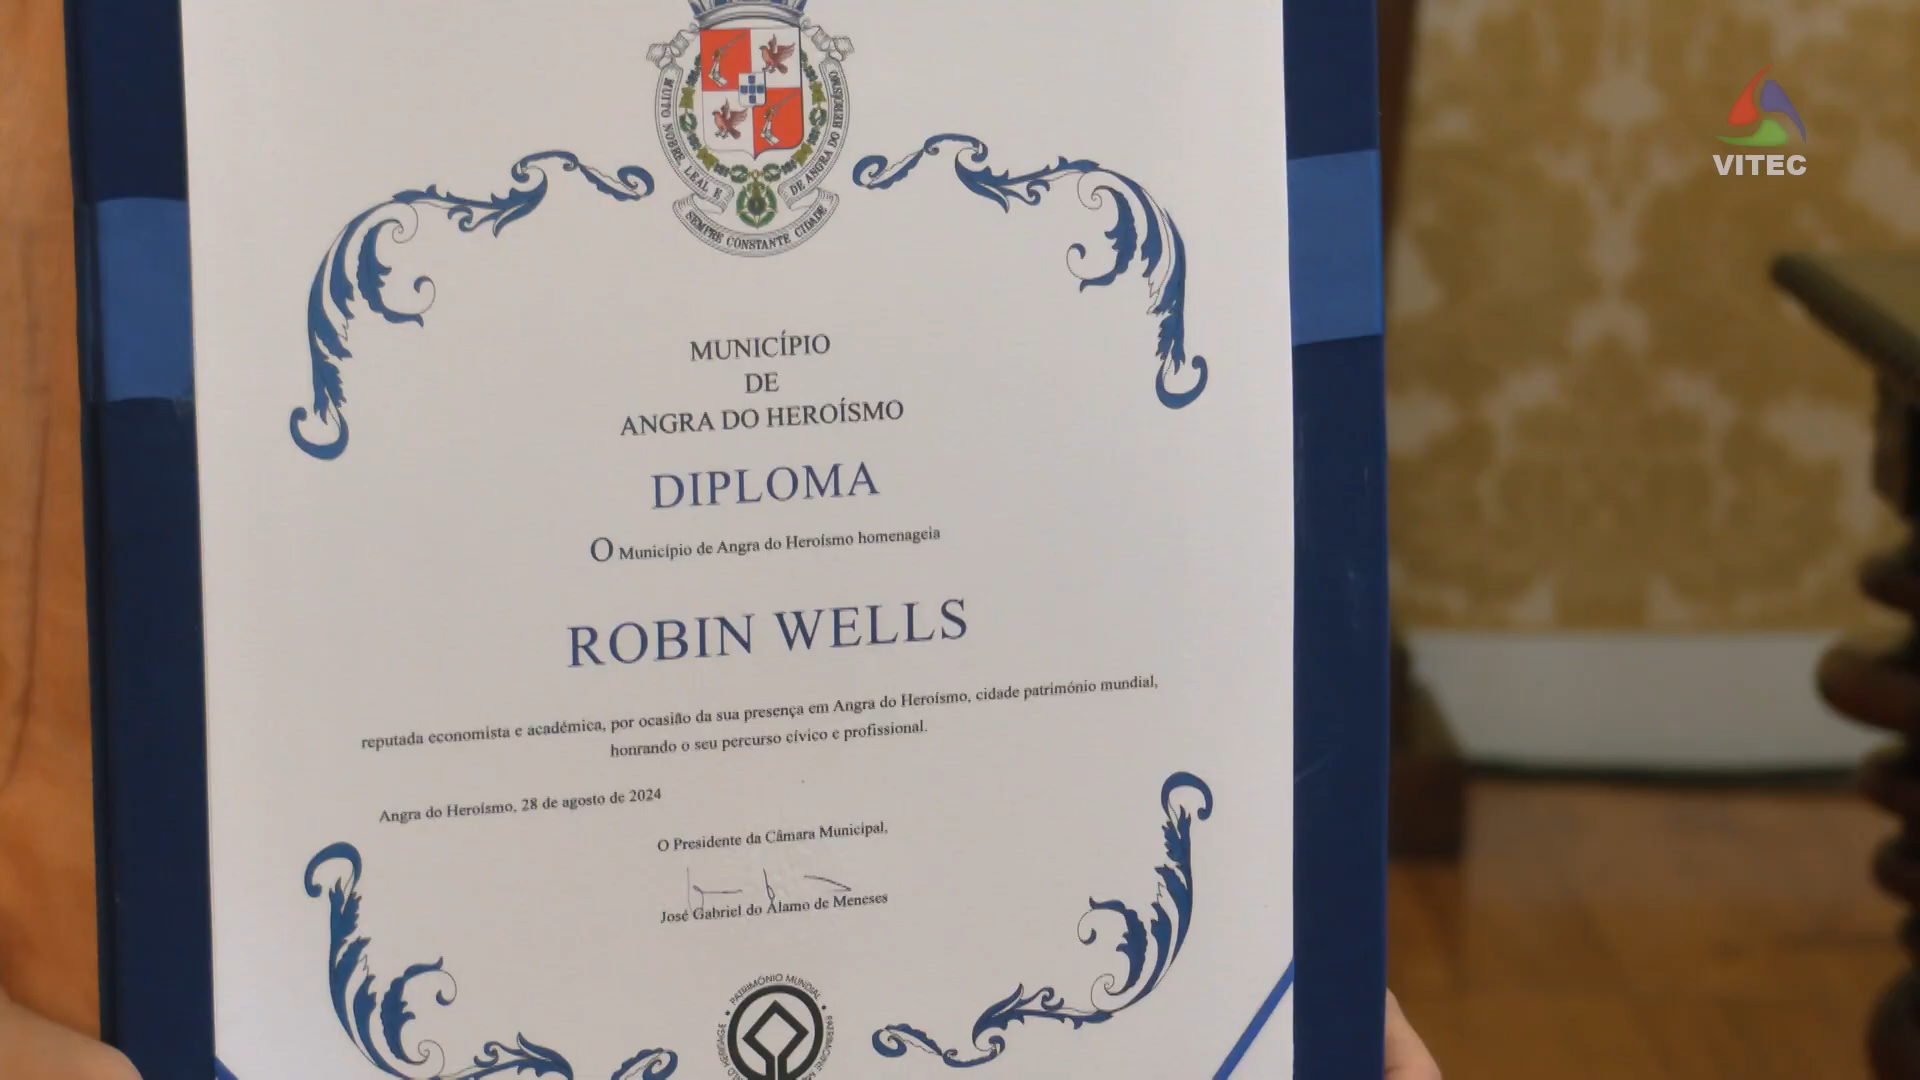 MUITO NOBRE, LEAL E
SEMPRE CONSTANTE CIDADE
DE ANGRA DO HEROÍSMO
VITEC
MUNICÍPIO
DE
ANGRA DO HEROÍSMO
DIPLOMA
O Município de Angra do Heroísmo homenageia
ROBIN WELLS
reputada economista e académica, por ocasião da sua presença em Angra do Heroísmo, cidade património mundial,
honrando o seu percurso cívico e profissional.
Angra do Heroísmo, 28 de agosto de 2024
O Presidente da Câmara Municipal,
José Gabriel do Álamo de Meneses
PATRIMÓNIO MUNDIAL